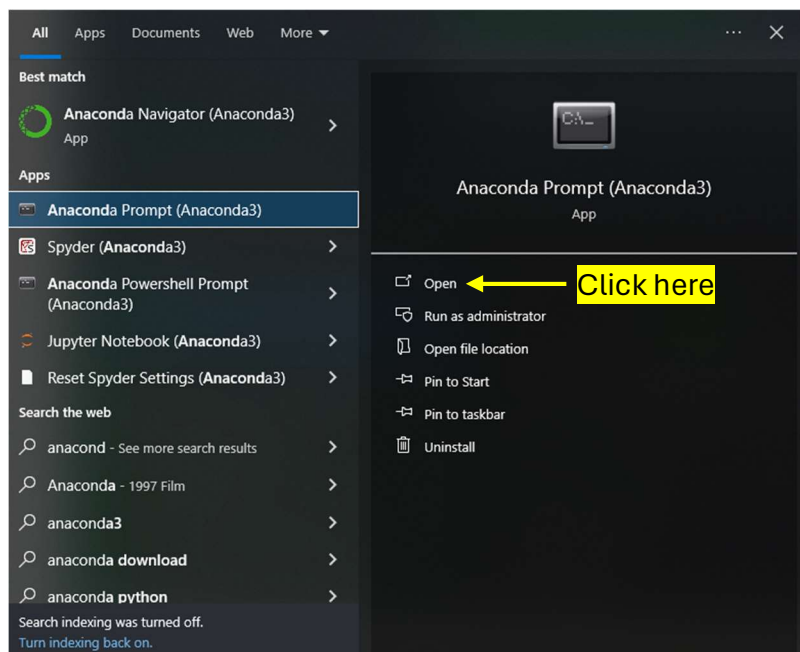 All Apps Documents Web More
Best match
Anaconda Navigator (Anaconda3)
App
Apps
Anaconda Prompt (Anaconda3)
Spyder (Anaconda3)
Anaconda Powershell Prompt
(Anaconda3)
Jupyter Notebook (Anaconda3)
Reset Spyder Settings (Anaconda3)
Search the web
anacond - See more search results
Anaconda - 1997 Film
anaconda3
anaconda download
anaconda python
Search indexing was turned off.
Turn indexing back on.
C:\_
Anaconda Prompt (Anaconda3)
App
Open
Click here
Run as administrator
Open file location
Pin to Start
Pin to taskbar
Uninstall